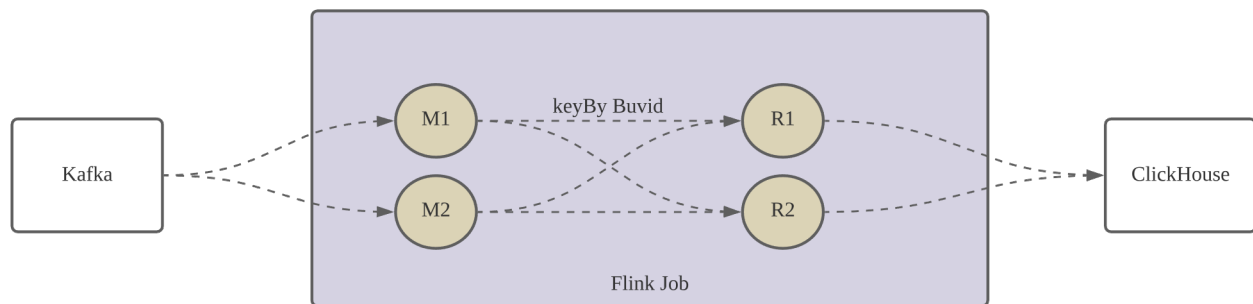 Kafka
M1
M2
keyBy Buvid
R1
R2
ClickHouse
Flink Job